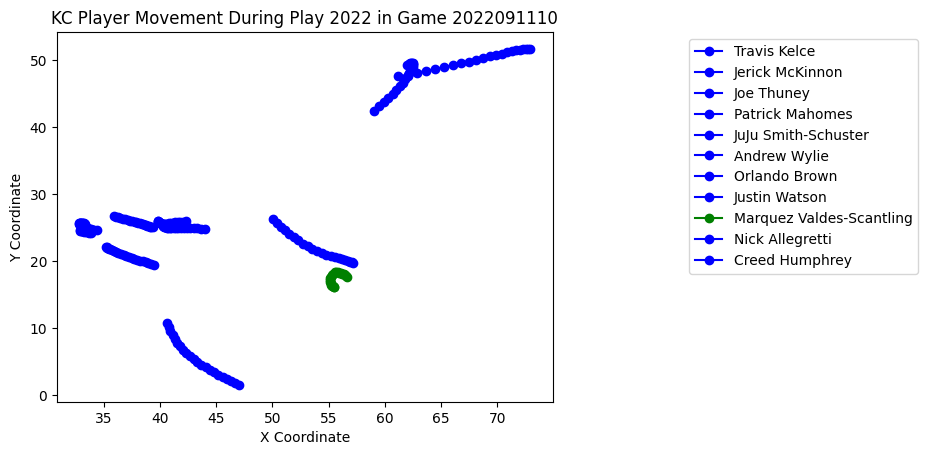 KC Player Movement During Play 2022 in Game 2022091110
50
40
30
20
10
0
Y Coordinate
35
40
45
50
55
60
65
70
X Coordinate
Travis Kelce
Jerick McKinnon
Joe Thuney
Patrick Mahomes
JuJu Smith-Schuster
Andrew Wylie
Orlando Brown
Justin Watson
Marquez Valdes-Scantling
Nick Allegretti
Creed Humphrey